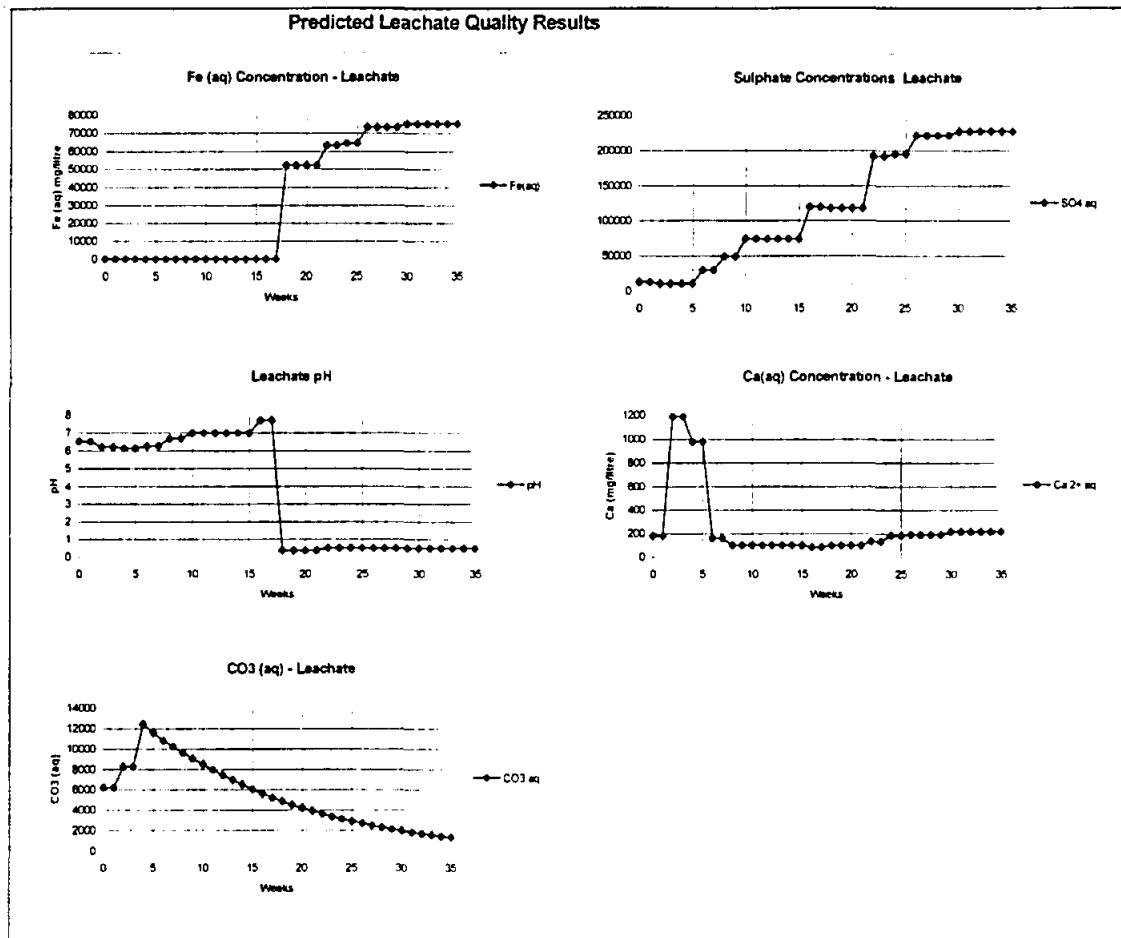 Predicted Leachate Quality Results
Fe (aq) Concentration - Leachate
80000
70000
60000
50000
40000
30000
20000
10000
0
Fe (aq) mg/litre
0 5 10 15 20 25 30 35
Weeks
Fe(aq)
Sulphate Concentrations Leachate
250000
200000
150000
100000
50000
0
0 5 10 15 20 25 30 35
SO4 aq
Leachate pH
8
7
6
5
4
3
2
1
0
pH
0 5 10 15 20 25 30 35
Weeks
pH
Ca(aq) Concentration - Leachate
1200
1000
800
600
400
200
-
Ca (mg/litre)
0 5 10 15 20 25 30 35
Weeks
Ca 2+ aq
CO3 (aq) - Leachate
14000
12000
10000
8000
6000
4000
2000
0
CO3 (aq)
0 5 10 15 20 25 30 35
Weeks
CO3 aq